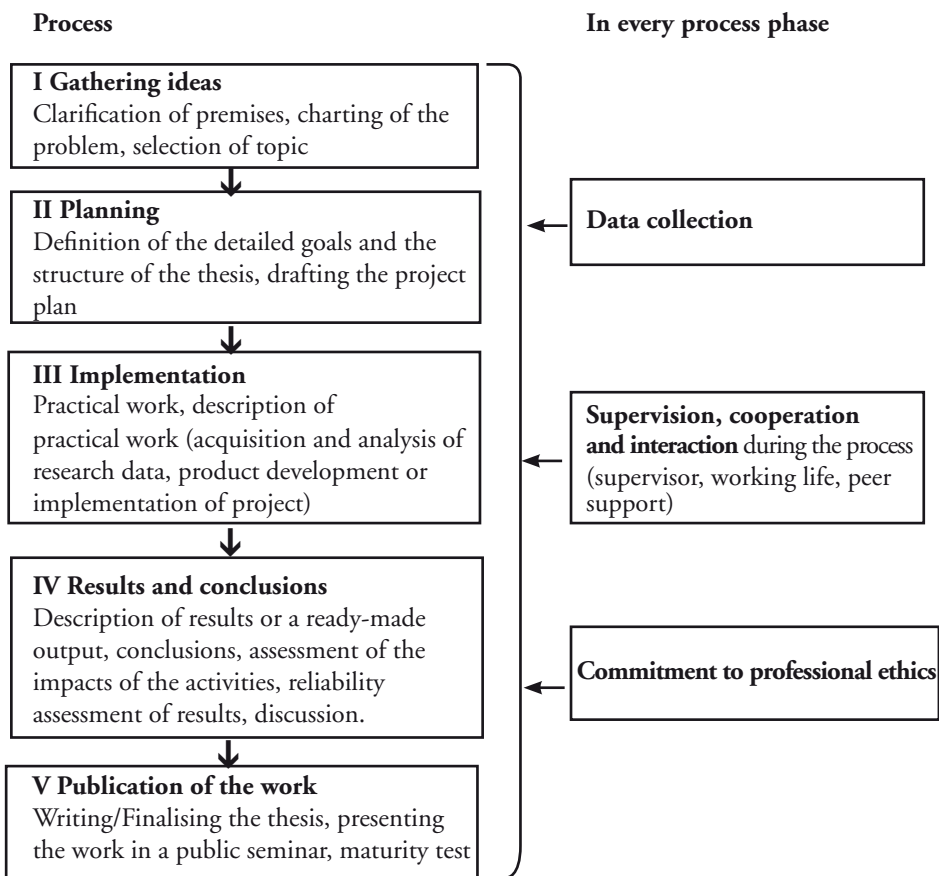 Process
In every process phase
I Gathering ideas
Clarification of premises, charting of the
problem, selection of topic
II Planning
Definition of the detailed goals and the
structure of the thesis, drafting the project
plan
III Implementation
Practical work, description of
practical work (acquisition and analysis of
research data, product development or
implementation of project)
IV Results and conclusions
Description of results or a ready-made
output, conclusions, assessment of the
impacts of the activities, reliability
assessment of results, discussion.
V Publication of the work
Writing/Finalising the thesis, presenting
the work in a public seminar, maturity test
Data collection
Supervision, cooperation
and interaction during the process
(supervisor, working life, peer
support)
Commitment to professional ethics